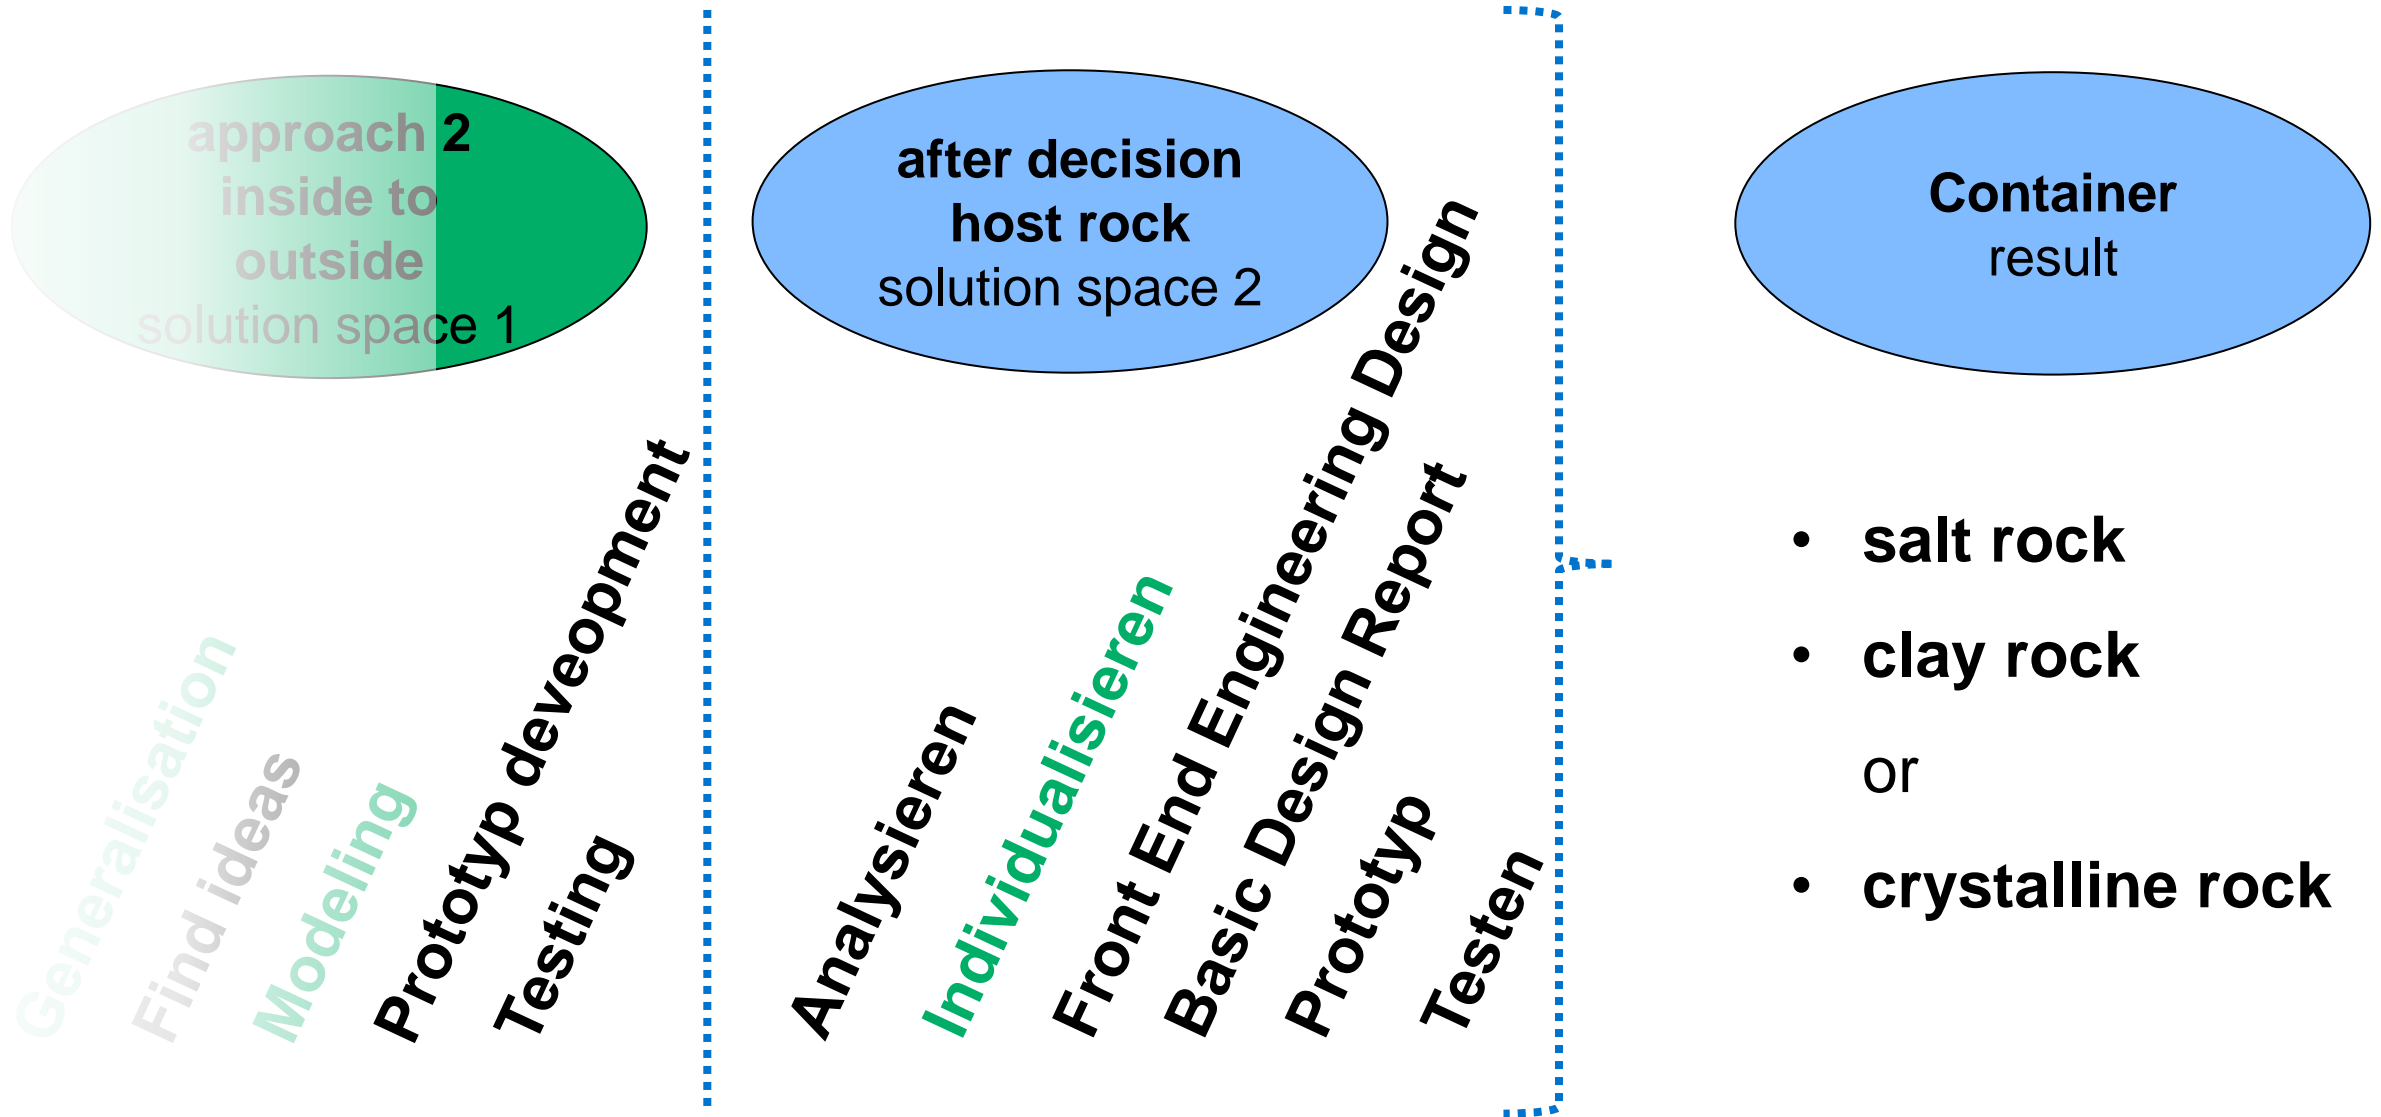 approach 2
inside to
outside
solution space 1
Generalisation
Find ideas
Modeling
Prototyp deveopment
Testing
after decision
host rock
solution space 2
Analysieren
Individualisieren
Front End Engineering Design
Basic Design Report
Prototyp
Testen
Container
result
• salt rock
• clay rock
or
• crystalline rock